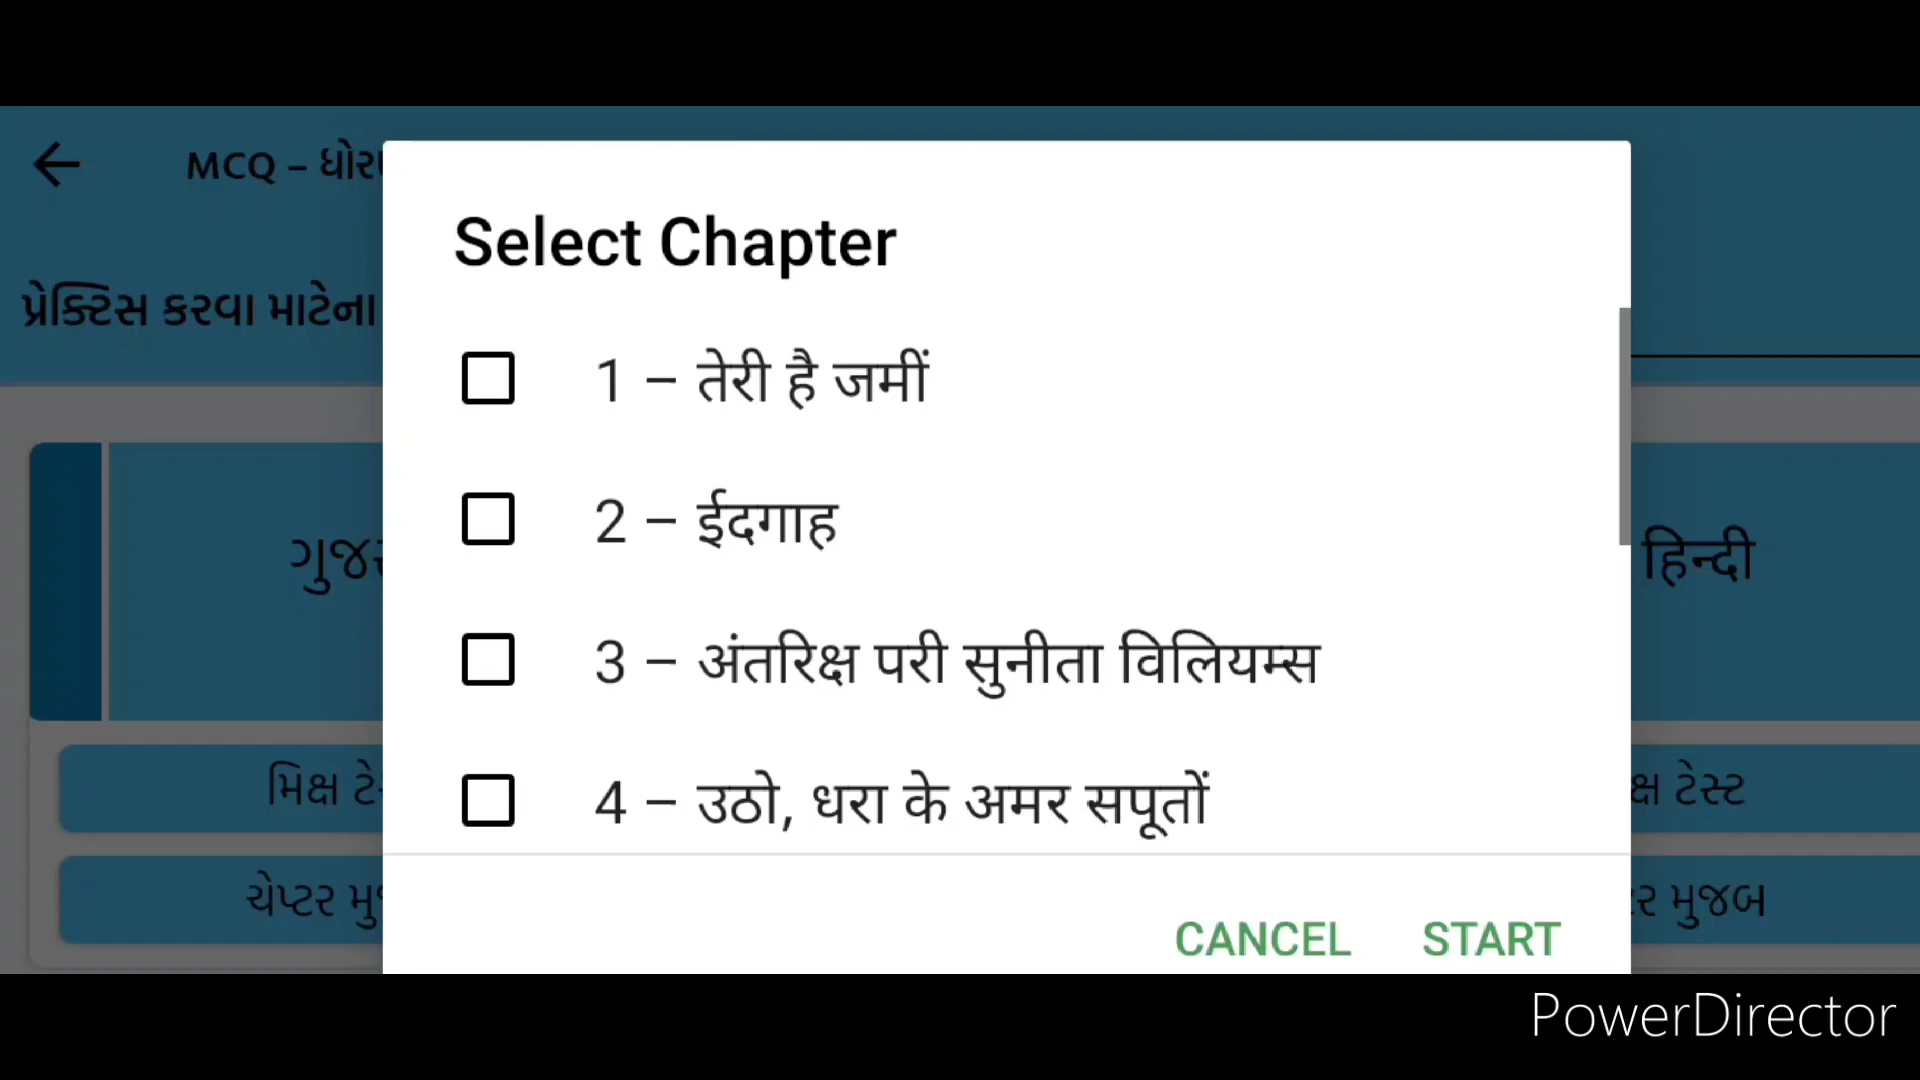 MCQ –
Select Chapter
પ્રેક્ટિસ કરવા માટેના
1 – तेरी है जमीं
2 – ईदगाह
3 – अंतरिक्ष परी सुनीता विलियम्स
4 – उठो, धरा के अमर सपूतों
हिन्दी
મિક્ષ
ટેસ્ટ
ચેપ્ટર
મુજબ
CANCEL START
PowerDirector